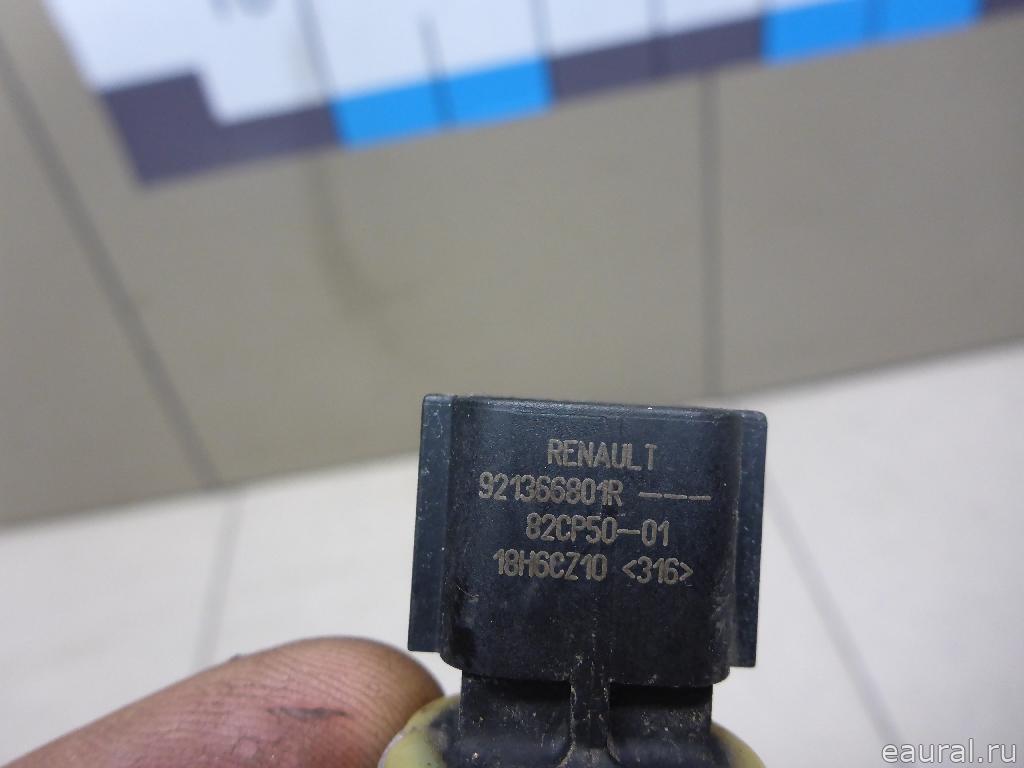 RENAULT
921366801R ---
82CP50-01
18H6CZ10 <316>
eaural.ru